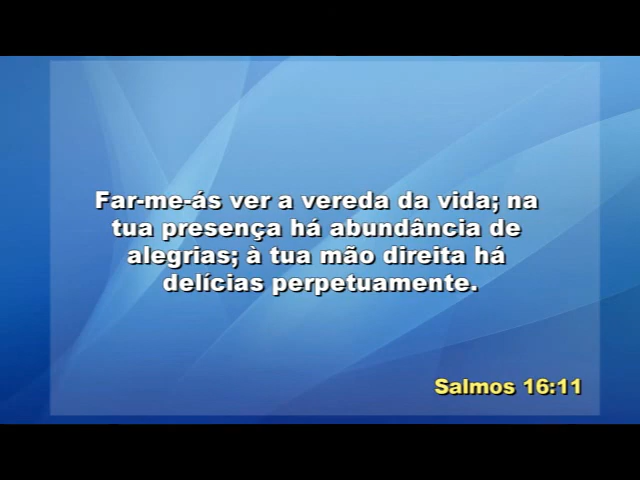 Far-me-ás ver a vereda da vida; na
tua presença há abundância de
alegrias; à tua mão direita há
delícias perpetuamente.
Salmos 16:11